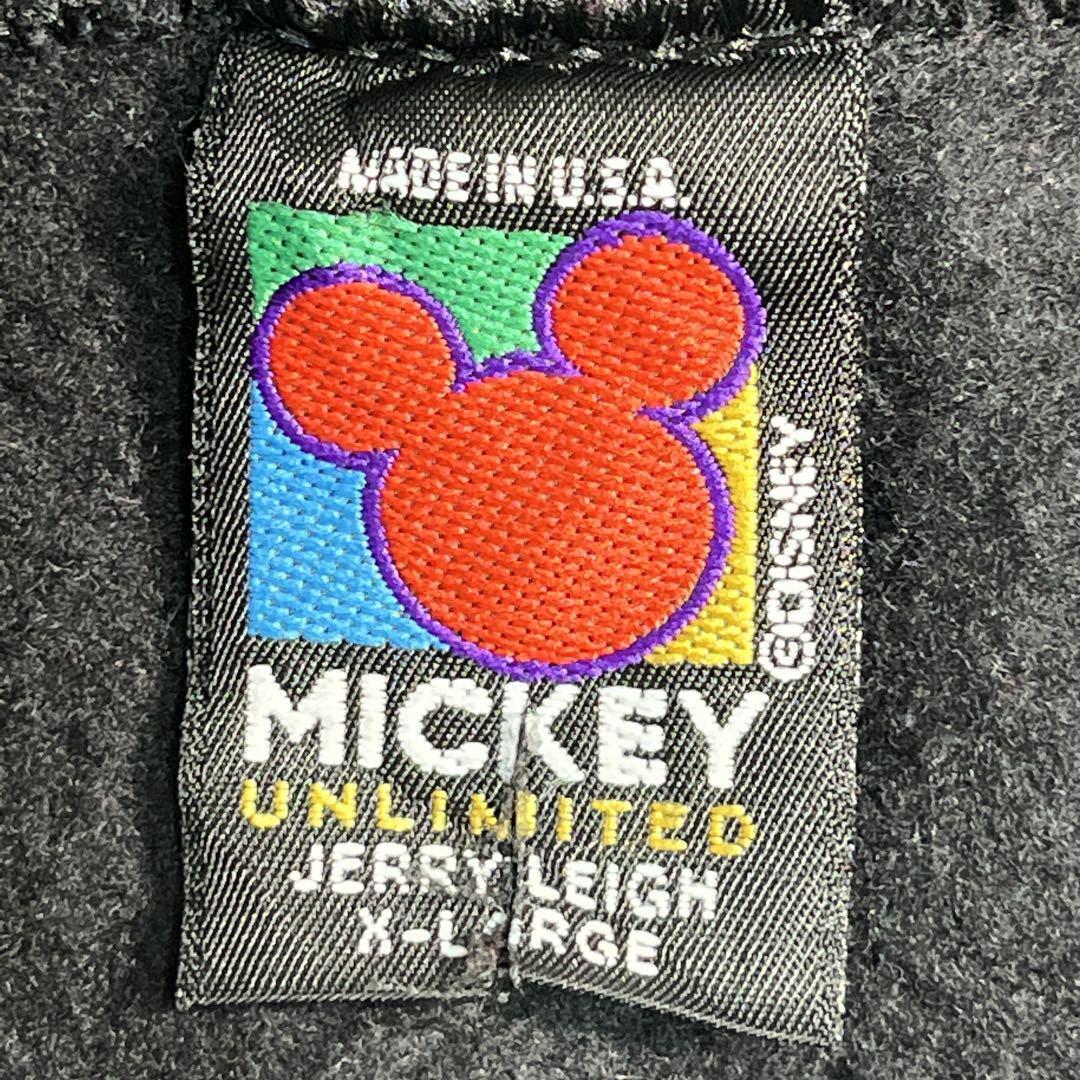 MADE IN U.S.A.
©DISNEY
MICKEY
UNLIMITED
JERRY LEIGH
X-LARGE